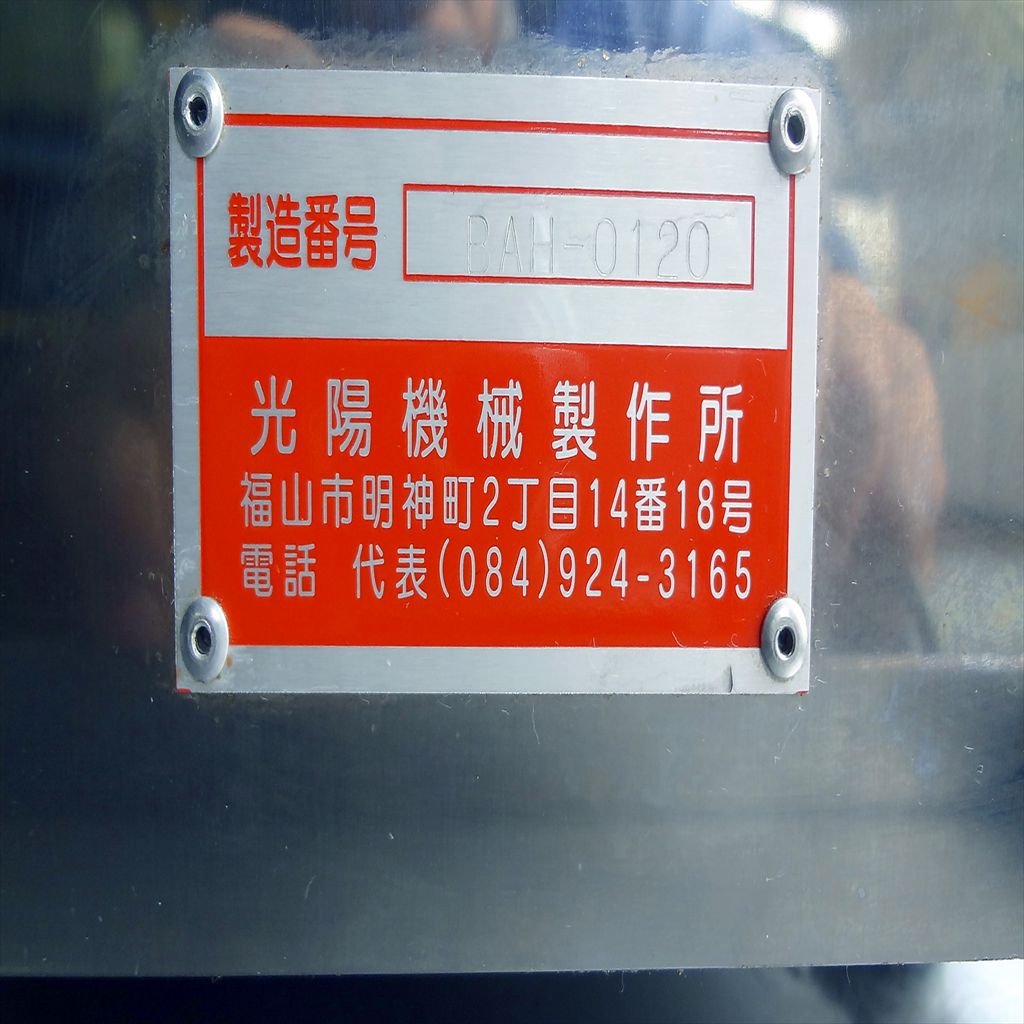 製造番号 BAH-0120
光陽機械製作所
福山市明神町2丁目14番18号
電話 代表(084)924-3165